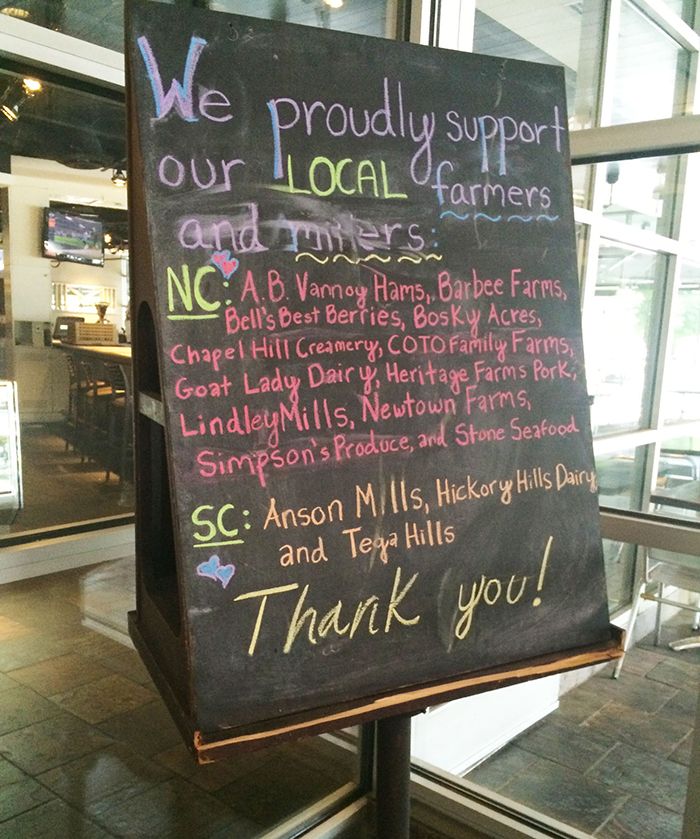 We proudly support
our LOCAL farmers
and millers:
NC: A.B. Vannoy Hams, Barbee Farms,
Bell's Best Berries, Bosky Acres,
Chapel Hill Creamery, COTO Family Farms,
Goat Lady Dairy, Heritage Farms Pork,
Lindley Mills, Newtown Farms,
Simpson's Produce, and Stone Seafood
SC: Anson Mills, Hickory Hills Dairy,
and Tega Hills
Thank you!